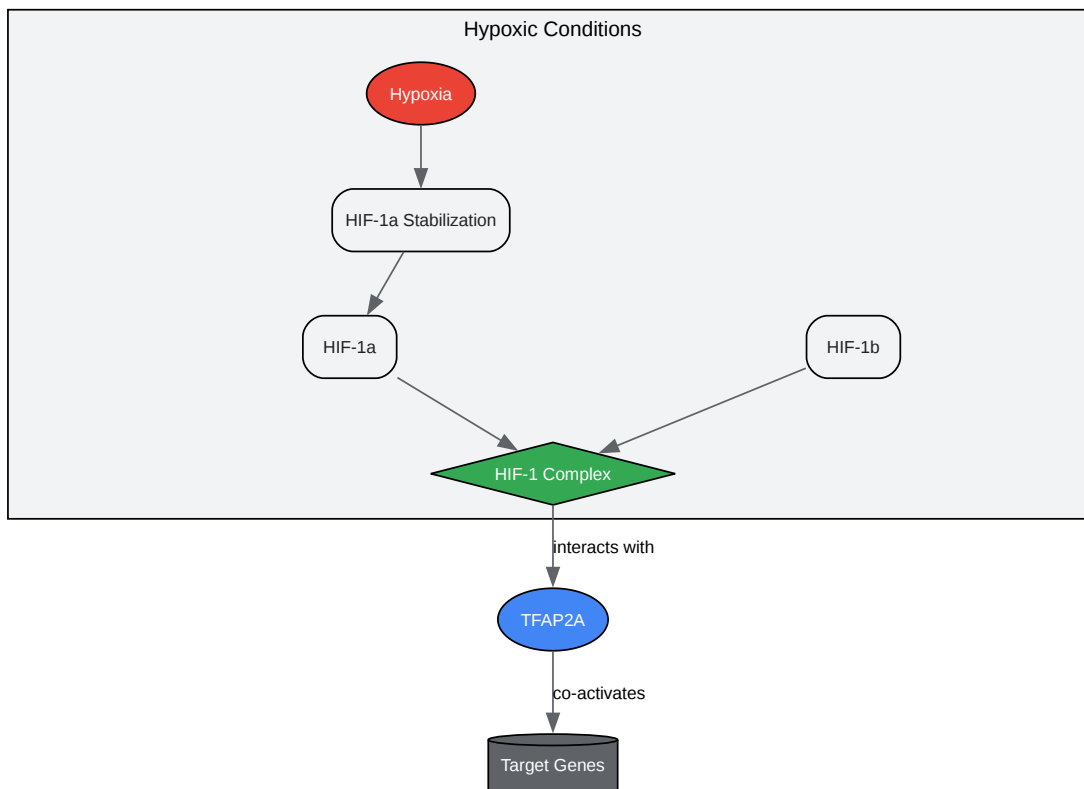 Hypoxic Conditions
Hypoxia
HIF-1a Stabilization
HIF-1a
HIF-1b
HIF-1 Complex
interacts with
TFAP2A
co-activates
Target Genes